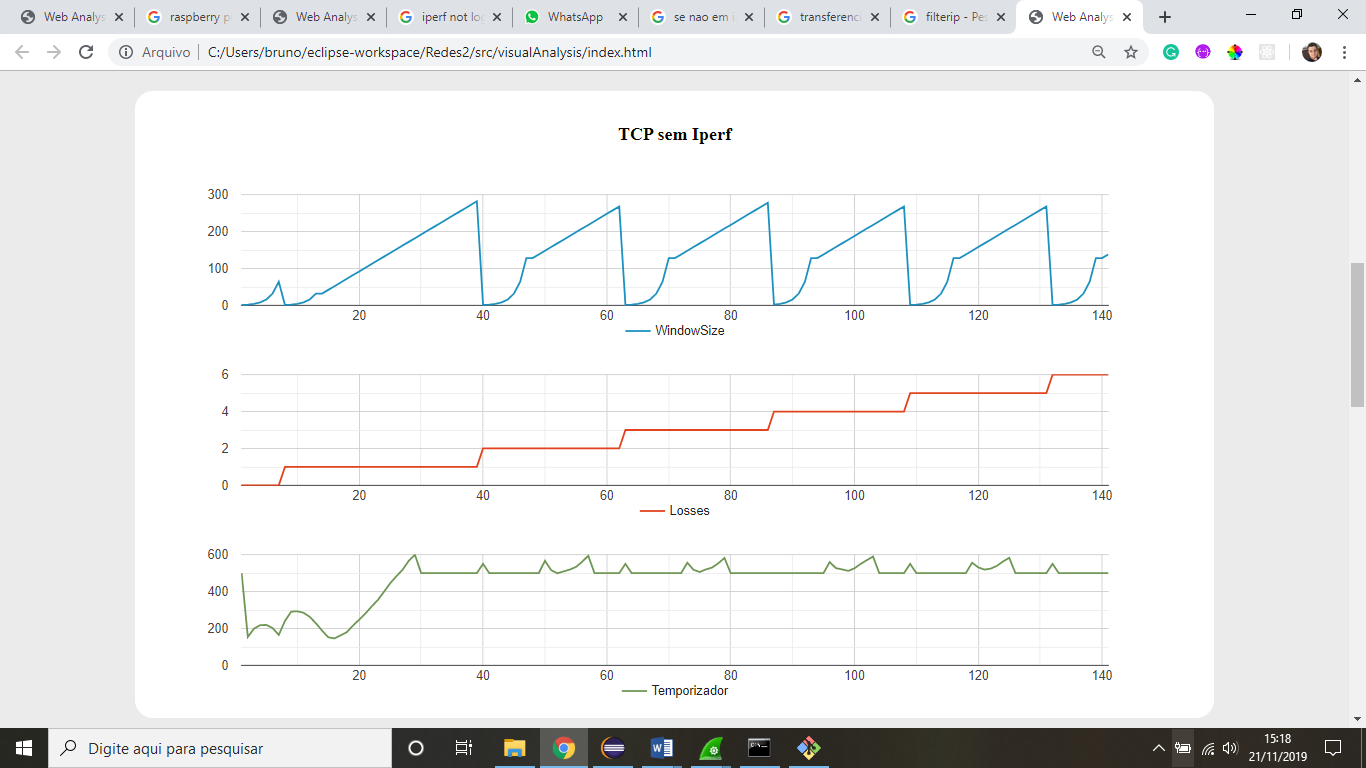 Web Analys
raspberry p
Web Analys
iperf not loc
WhatsApp
se nao em i
transferenci
filterip - Pes
Web Analys
Arquivo
C:/Users/bruno/eclipse-workspace/Redes2/src/visualAnalysis/index.html
TCP sem Iperf
300
200
100
0
20 40 60 80 100 120 140
WindowSize
6
4
2
0
20 40 60 80 100 120 140
Losses
600
400
200
0
20 40 60 80 100 120 140
Temporizador
Digite aqui para pesquisar
15:18
21/11/2019